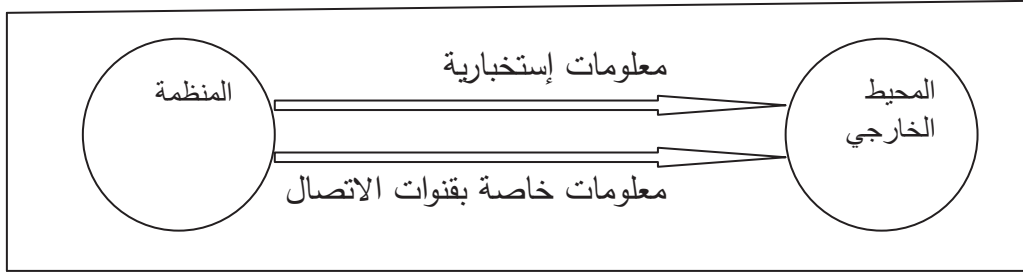 معلومات إستخبارية
المنظمة
المحيط
الخارجي
معلومات خاصة بقنوات الاتصال